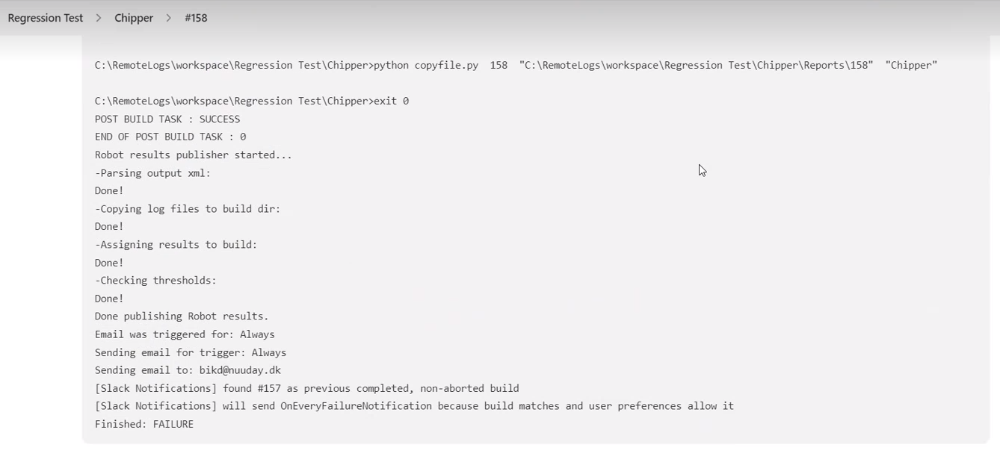 Regression Test > Chipper > #158
C:\RemoteLogs\workspace\Regression Test\Chipper>python copyfile.py  158  "C:\RemoteLogs\workspace\Regression Test\Chipper\Reports\158"  "Chipper"
C:\RemoteLogs\workspace\Regression Test\Chipper>exit 0
POST BUILD TASK : SUCCESS
END OF POST BUILD TASK : 0
Robot results publisher started...
-Parsing output xml:
Done!
-Copying log files to build dir:
Done!
-Assigning results to build:
Done!
-Checking thresholds:
Done!
Done publishing Robot results.
Email was triggered for: Always
Sending email for trigger: Always
Sending email to: bikd@nuuday.dk
[Slack Notifications] found #157 as previous completed, non-aborted build
[Slack Notifications] will send OnEveryFailureNotification because build matches and user preferences allow it
Finished: FAILURE